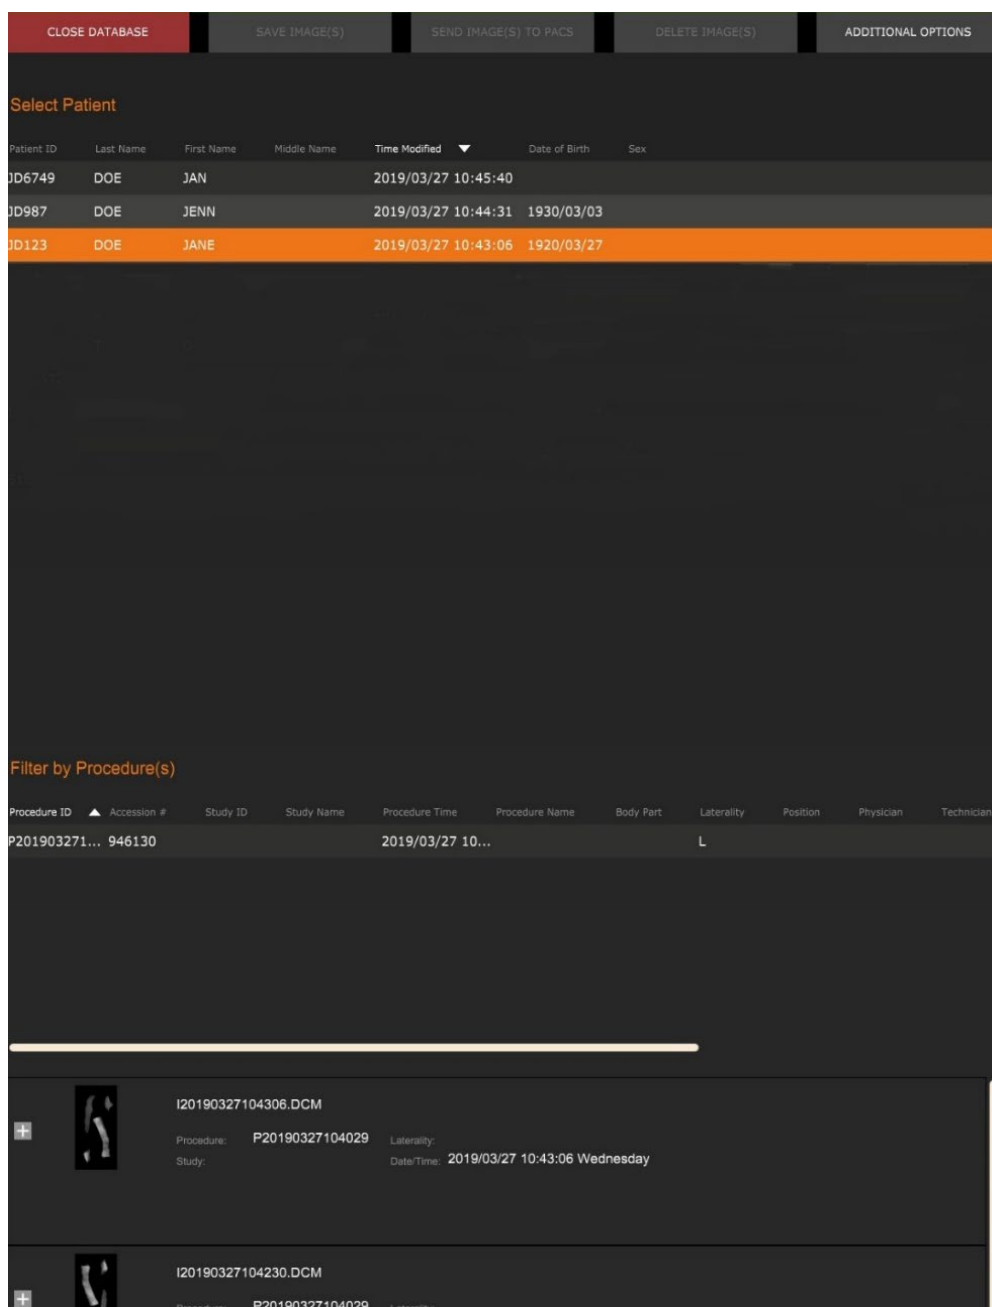 CLOSE DATABASE SAVE IMAGE(S) SEND IMAGE(S) TO PACS DELETE IMAGE(S) ADDITIONAL OPTIONS
Select Patient
Patient ID Last Name First Name Middle Name Time Modified Date of Birth Sex
JD6749 DOE JAN 2019/03/27 10:45:40
JD987 DOE JENN 2019/03/27 10:44:31 1930/03/03
JD123 DOE JANE 2019/03/27 10:43:06 1920/03/27
Filter by Procedure(s)
Procedure ID Accession # Study ID Study Name Procedure Time Procedure Name Body Part Laterality Position Physician Technician
P201903271... 946130 2019/03/27 10... L
I20190327104306.DCM
Procedure: P20190327104029 Laterality:
Study: Date/Time: 2019/03/27 10:43:06 Wednesday
I20190327104230.DCM
Procedure: P20190327104029 Laterality: